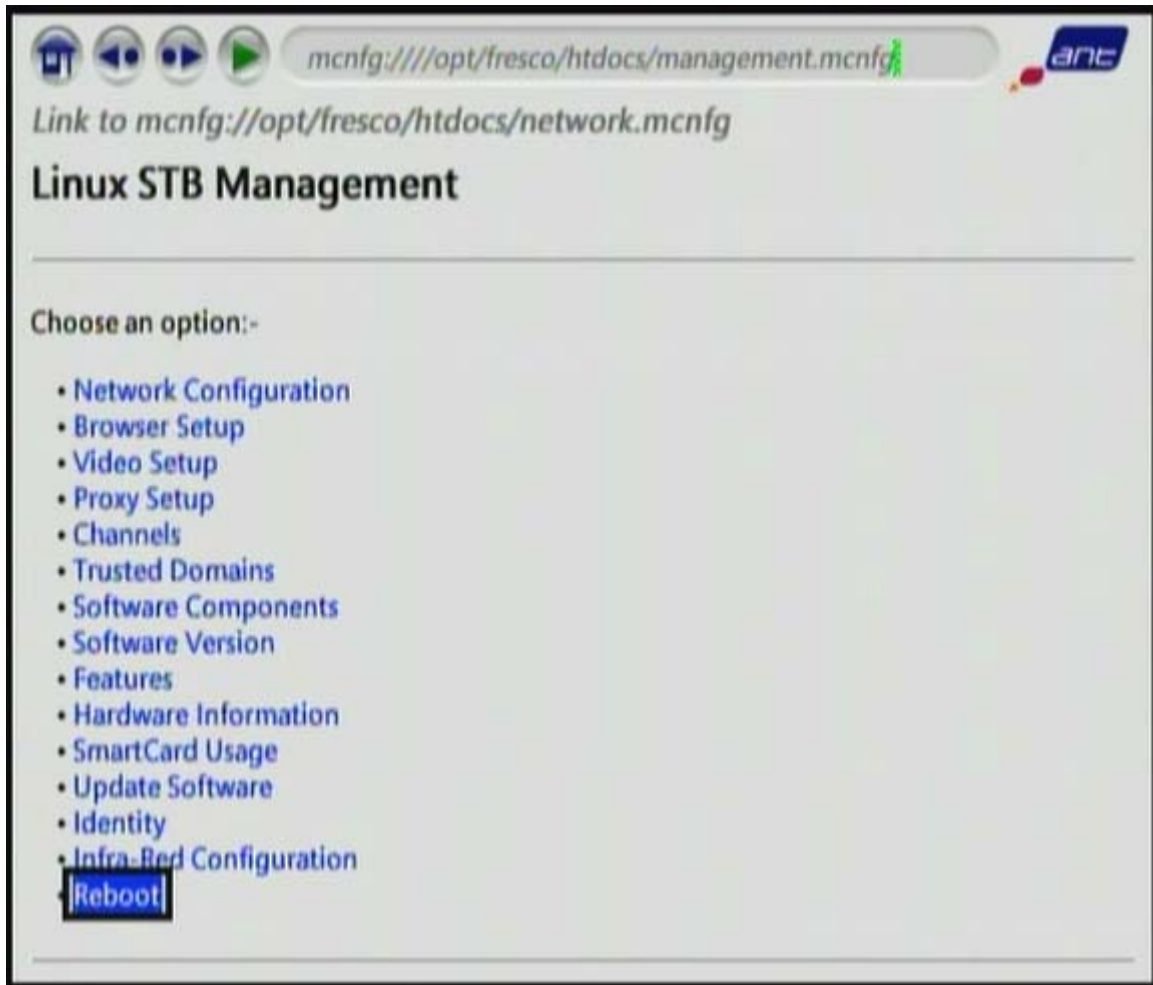 mcnfg:////opt/fresco/htdocs/management.mcnfg
ant
Link to mcnfg://opt/fresco/htdocs/network.mcnfg
Linux STB Management
Choose an option:-
• Network Configuration
• Browser Setup
• Video Setup
• Proxy Setup
• Channels
• Trusted Domains
• Software Components
• Software Version
• Features
• Hardware Information
• SmartCard Usage
• Update Software
• Identity
• Infra-Red Configuration
• Reboot